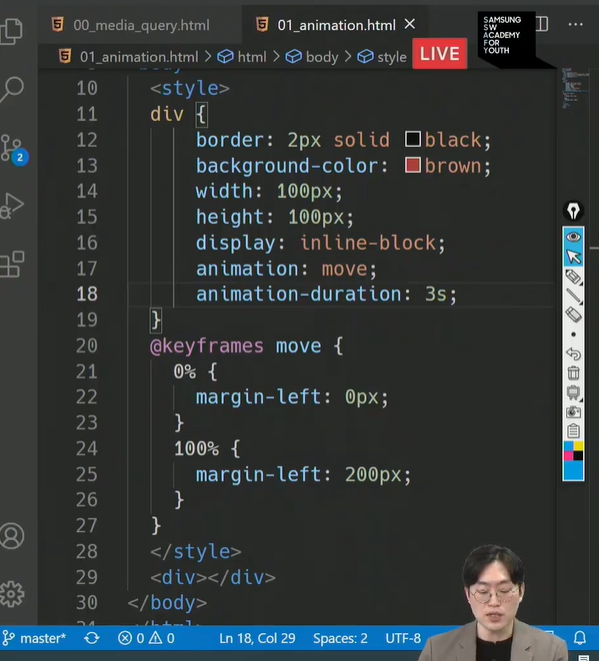 00_media_query.html
01_animation.html
SAMSUNG
SW
ACADEMY
FOR
YOUTH
01_animation.html > html > body > style
LIVE
10 <style>
11 div {
12 border: 2px solid black;
13 background-color: brown;
14 width: 100px;
15 height: 100px;
16 display: inline-block;
17 animation: move;
18 animation-duration: 3s;
19 }
20 @keyframes move {
21 0% {
22 margin-left: 0px;
23 }
24 100% {
25 margin-left: 200px;
26 }
27 }
28 </style>
29 <div></div>
30 </body>
31 </html>
2
master*
0 0
Ln 18, Col 29
Spaces: 2
UTF-8